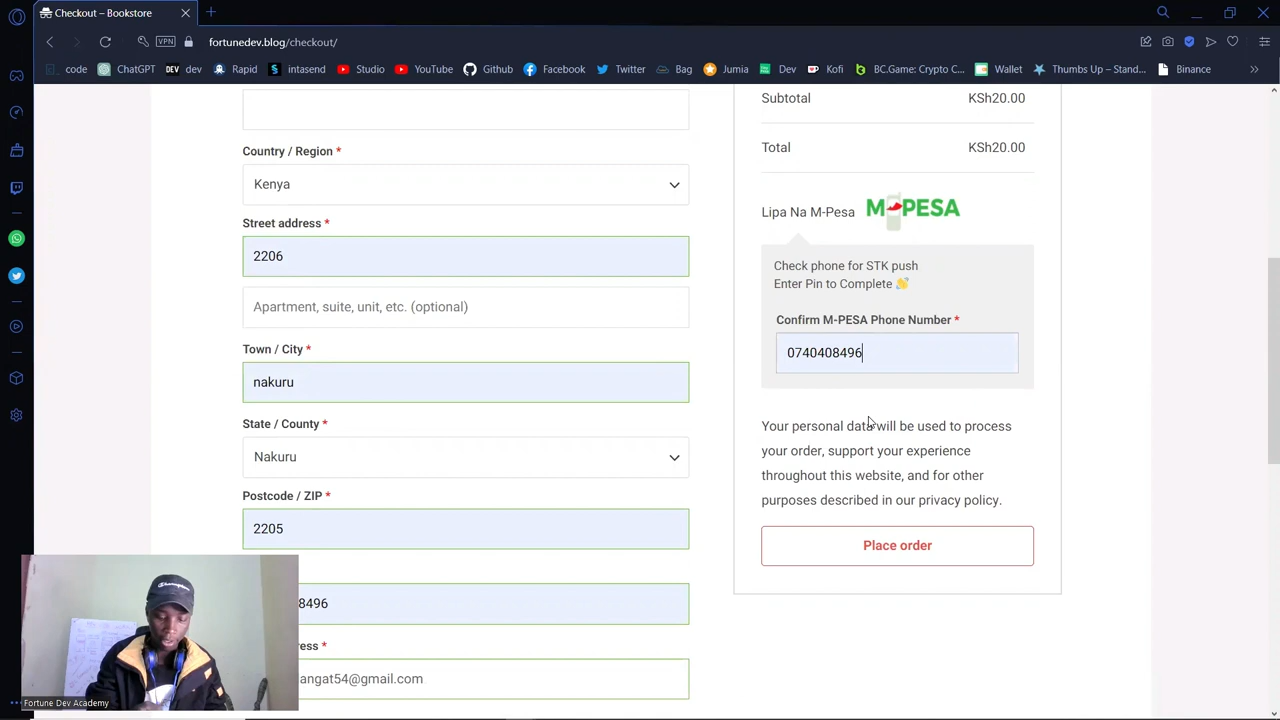 Checkout – Bookstore
VPN
fortunedev.blog/checkout/
code
ChatGPT
DEV dev
Rapid
intasend
Studio
YouTube
Github
Facebook
Twitter
Bag
Jumia
Dev
Kofi
BC.Game: Crypto C...
Wallet
Thumbs Up – Stand...
Binance
Country / Region *
Kenya
Street address *
2206
Apartment, suite, unit, etc. (optional)
Town / City *
nakuru
State / County *
Nakuru
Postcode / ZIP *
2205
8496
ress *
angat54@gmail.com
Subtotal KSh20.00
Total KSh20.00
Lipa Na M-Pesa M-PESA
Check phone for STK push
Enter Pin to Complete 👏
Confirm M-PESA Phone Number *
0740408496
Your personal data will be used to process
your order, support your experience
throughout this website, and for other
purposes described in our privacy policy.
Place order
Champion
Fortune Dev Academy